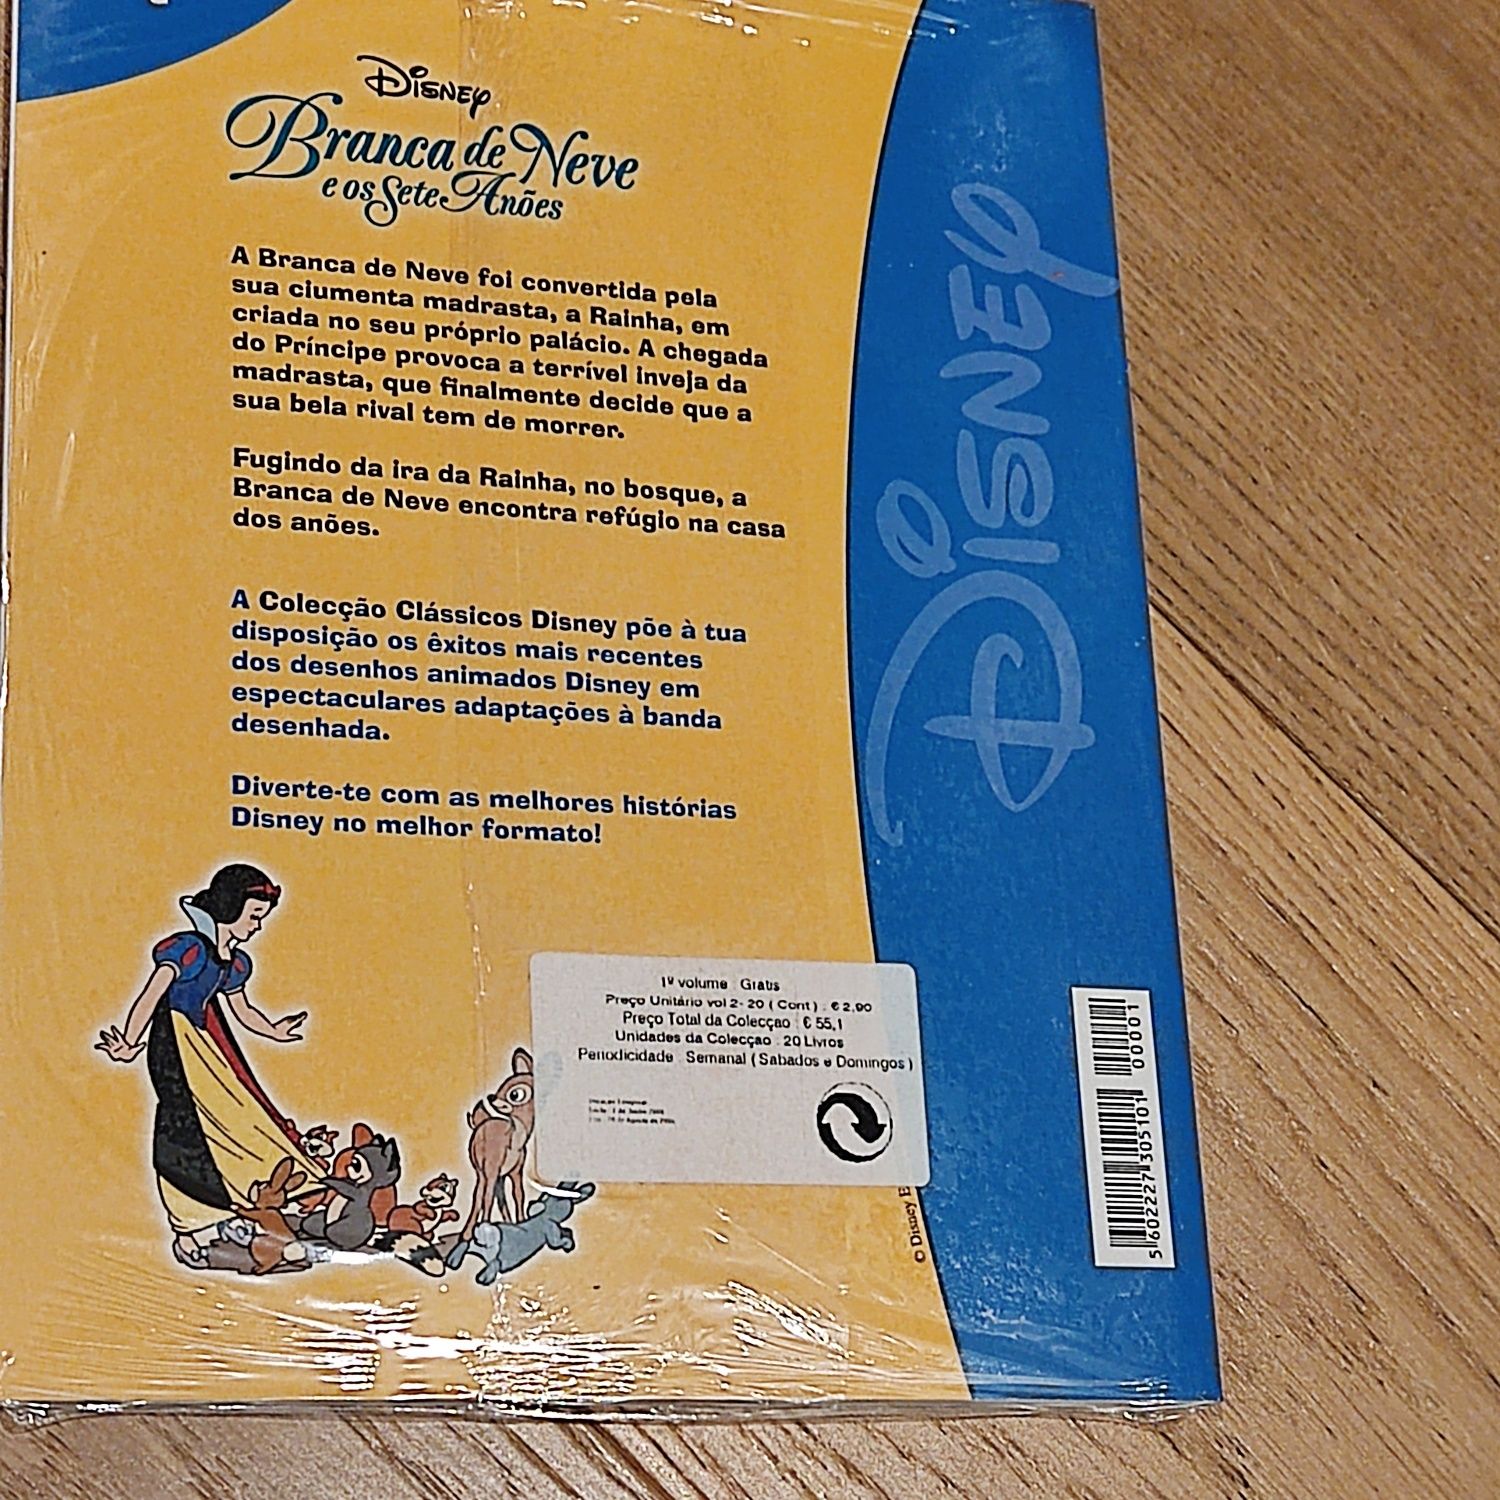 Disney
Branca de Neve
e os Sete Anões
A Branca de Neve foi convertida pela
sua ciumenta madrasta, a Rainha, em
criada no seu próprio palácio. A chegada
do Príncipe provoca a terrível inveja da
madrasta, que finalmente decide que a
sua bela rival tem de morrer.
Fugindo da ira da Rainha, no bosque, a
Branca de Neve encontra refúgio na casa
dos anões.
A Colecção Clássicos Disney põe à tua
disposição os êxitos mais recentes
dos desenhos animados Disney em
espectaculares adaptações à banda
desenhada.
Diverte-te com as melhores histórias
Disney no melhor formato!
1º volume : Gratis
Preço Unitário vol 2- 20 ( Cont ) : € 2,90
Preço Total da Colecçao : € 55,1
Unidades da Colecçao : 20 Livros
Periodicidade : Semanal ( Sabados e Domingos )
© Disney
Disney
5 602227 305101
00001